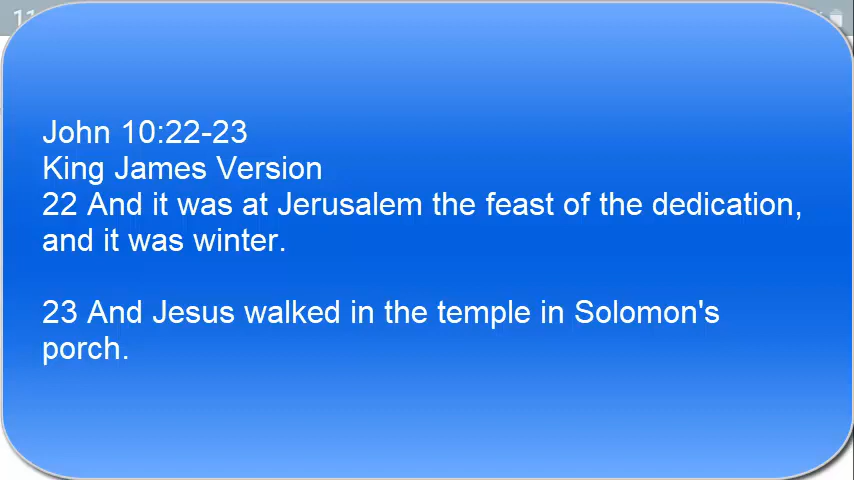 11
John 10:22-23
King James Version
22 And it was at Jerusalem the feast of the dedication,
and it was winter.
23 And Jesus walked in the temple in Solomon's
porch.